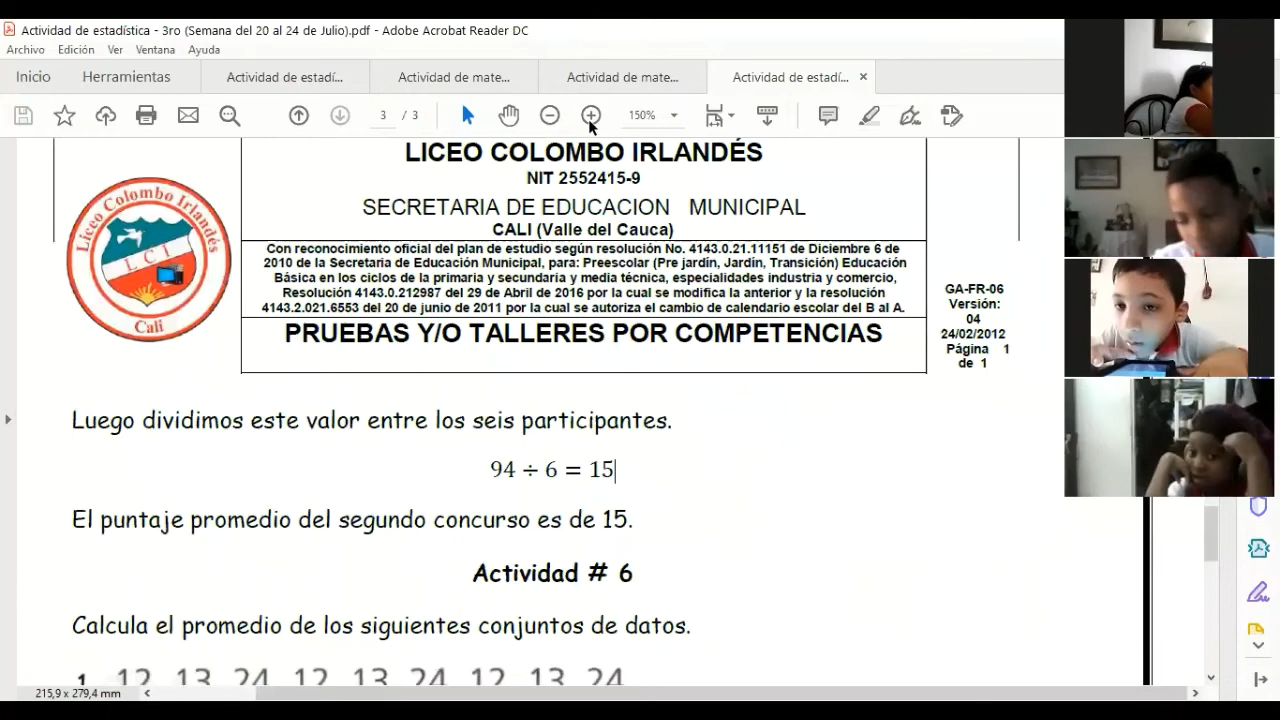 Actividad de estadística - 3ro (Semana del 20 al 24 de Julio).pdf - Adobe Acrobat Reader DC
Archivo Edición Ver Ventana Ayuda
Inicio Herramientas Actividad de estadí... Actividad de mate... Actividad de mate... Actividad de estadí... ×
3 / 3 150%
LICEO COLOMBO IRLANDÉS
NIT 2552415-9
SECRETARIA DE EDUCACION MUNICIPAL
CALI (Valle del Cauca)
Con reconocimiento oficial del plan de estudio según resolución No. 4143.0.21.11151 de Diciembre 6 de
2010 de la Secretaria de Educación Municipal, para: Preescolar (Pre jardín, Jardín, Transición) Educación
Básica en los ciclos de la primaria y secundaria y media técnica, especialidades industria y comercio,
Resolución 4143.0.212987 del 29 de Abril de 2016 por la cual se modifica la anterior y la resolución
4143.2.021.6553 del 20 de junio de 2011 por la cual se autoriza el cambio de calendario escolar del B al A.
PRUEBAS Y/O TALLERES POR COMPETENCIAS
Liceo Colombo Irlandés
L C I
Cali
GA-FR-06
Versión:
04
24/02/2012
Página 1
de 1
Luego dividimos este valor entre los seis participantes.
94 ÷ 6 = 15
El puntaje promedio del segundo concurso es de 15.
Actividad # 6
Calcula el promedio de los siguientes conjuntos de datos.
1 12 13 24 12 13 24 12 13 24
215,9 x 279,4 mm